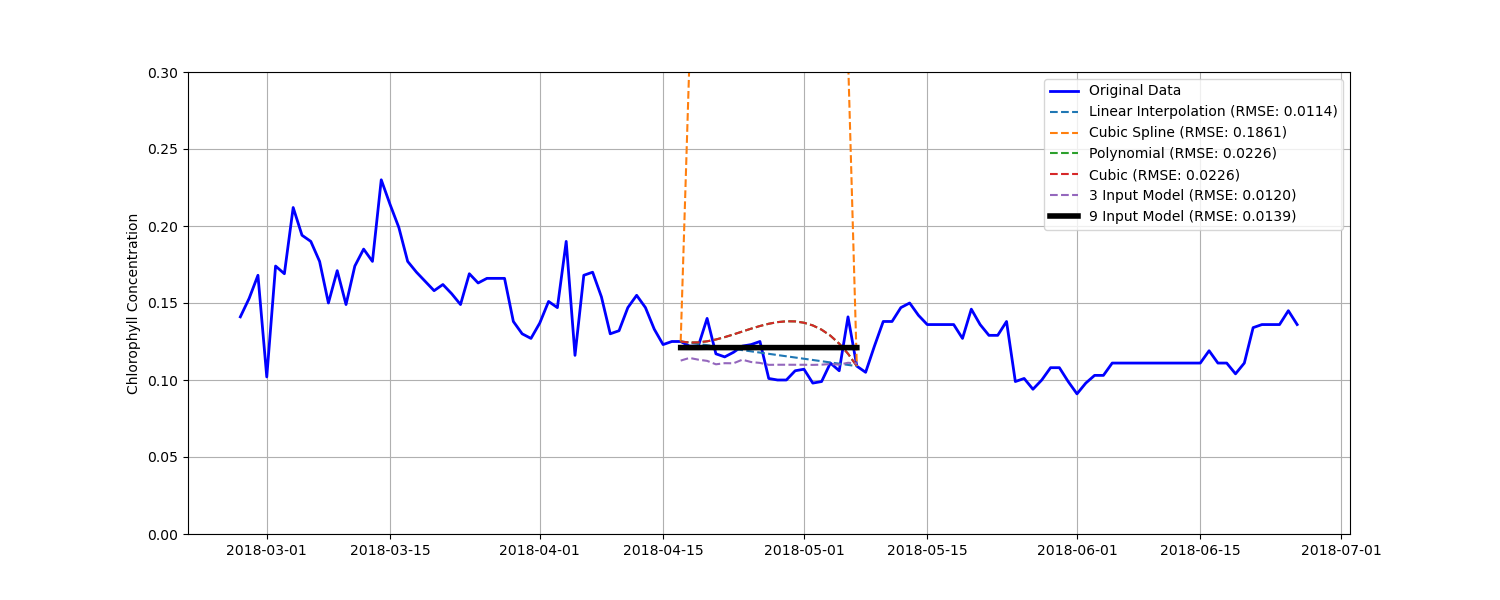 0.30
0.25
0.20
0.15
0.10
0.05
0.00
Chlorophyll Concentration
Original Data
Linear Interpolation (RMSE: 0.0114)
Cubic Spline (RMSE: 0.1861)
Polynomial (RMSE: 0.0226)
Cubic (RMSE: 0.0226)
3 Input Model (RMSE: 0.0120)
9 Input Model (RMSE: 0.0139)
2018-03-01 2018-03-15 2018-04-01 2018-04-15 2018-05-01 2018-05-15 2018-06-01 2018-06-15 2018-07-01